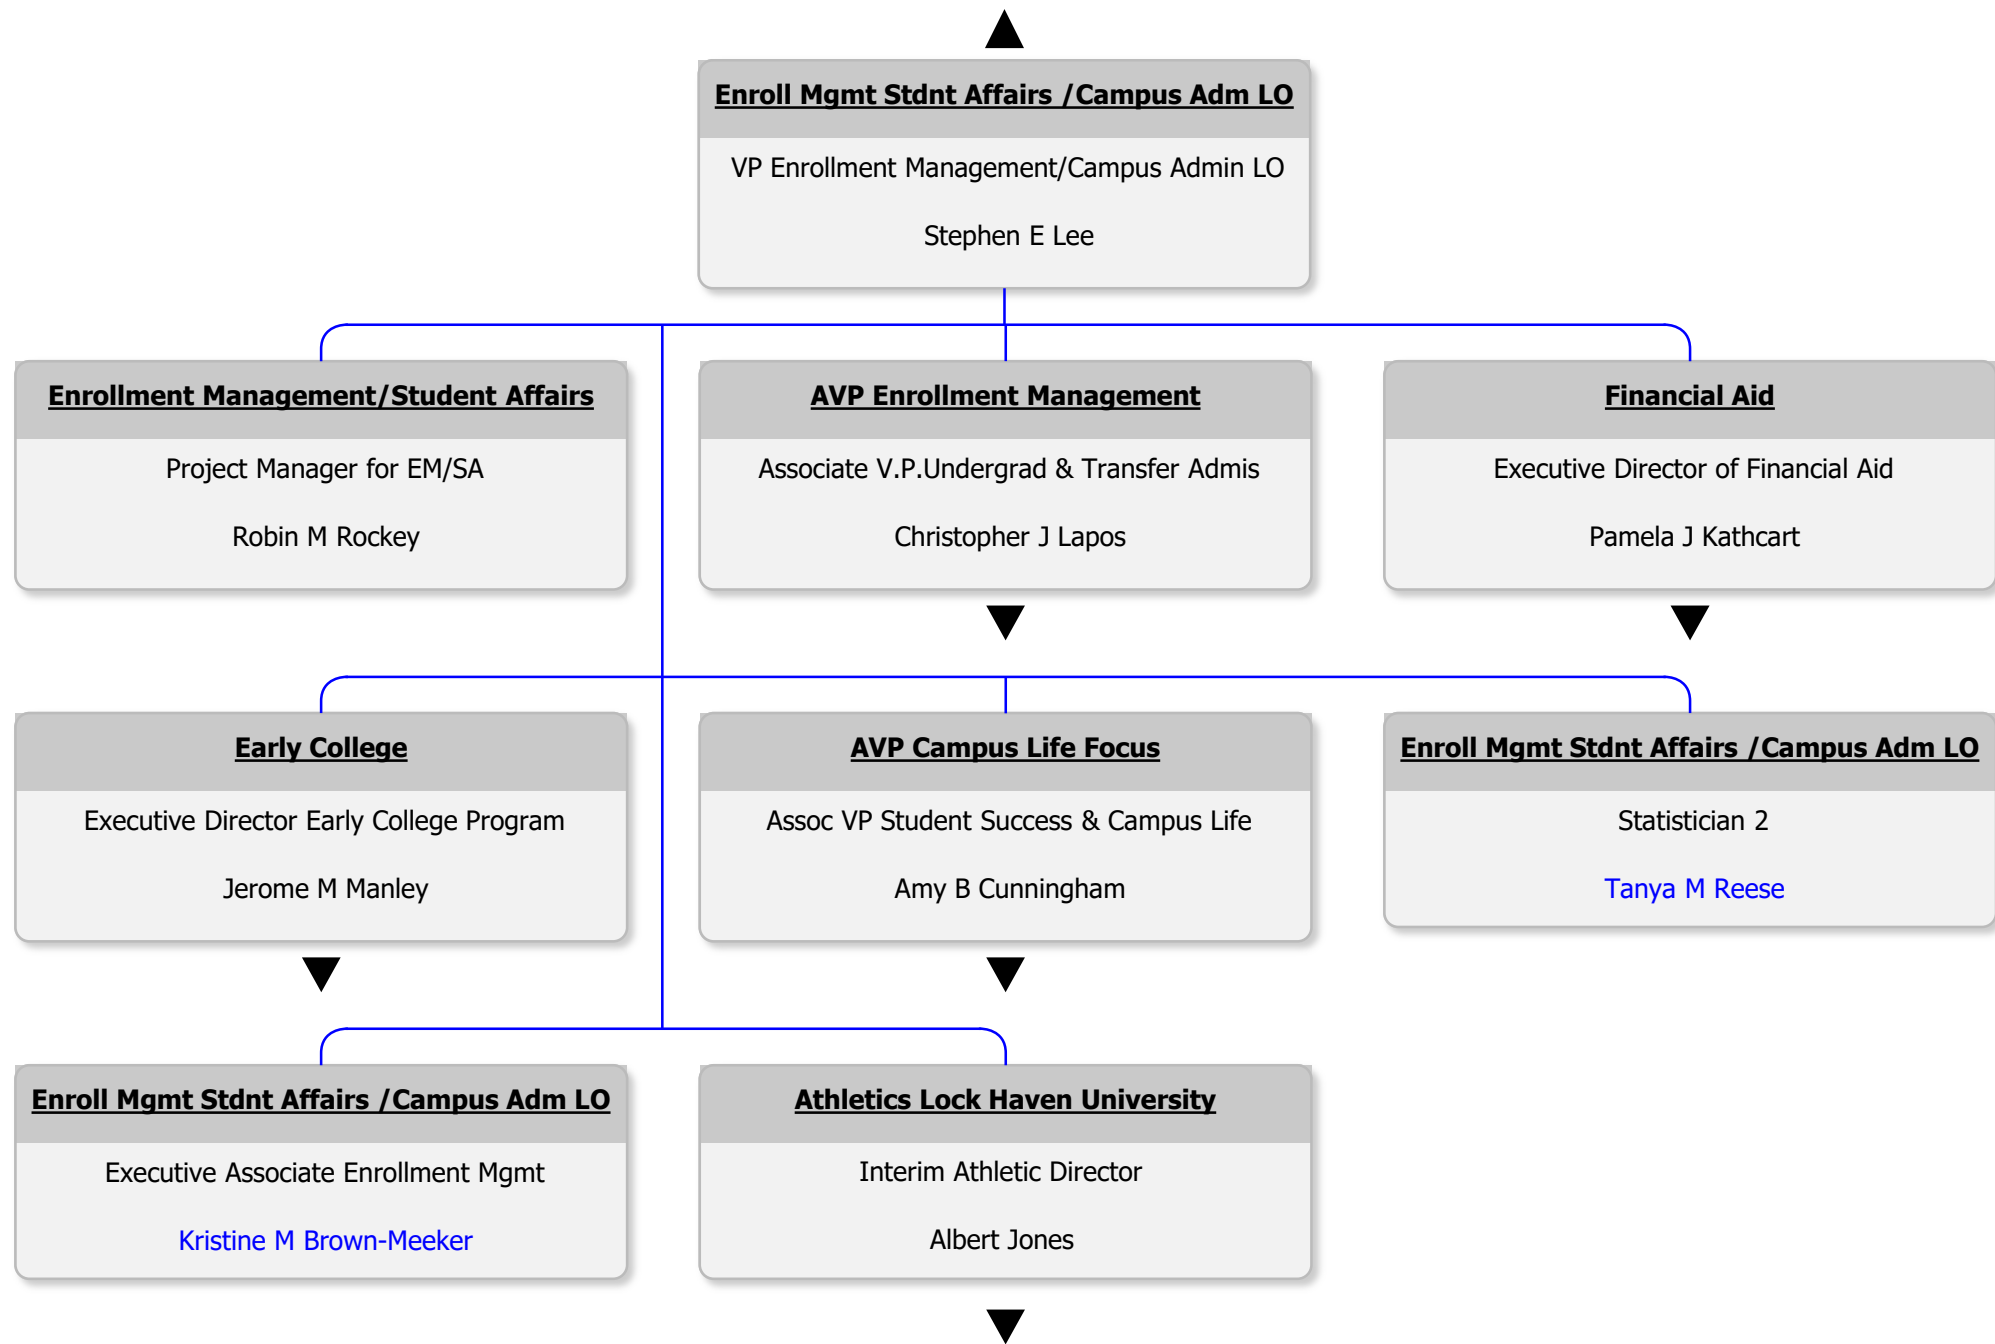 Enroll Mgmt Stdnt Affairs /Campus Adm LO
VP Enrollment Management/Campus Admin LO
Stephen E Lee
Enrollment Management/Student Affairs
Project Manager for EM/SA
Robin M Rockey
AVP Enrollment Management
Associate V.P.Undergrad & Transfer Admis
Christopher J Lapos
Financial Aid
Executive Director of Financial Aid
Pamela J Kathcart
Early College
Executive Director Early College Program
Jerome M Manley
AVP Campus Life Focus
Assoc VP Student Success & Campus Life
Amy B Cunningham
Enroll Mgmt Stdnt Affairs /Campus Adm LO
Statistician 2
Tanya M Reese
Enroll Mgmt Stdnt Affairs /Campus Adm LO
Executive Associate Enrollment Mgmt
Kristine M Brown-Meeker
Athletics Lock Haven University
Interim Athletic Director
Albert Jones